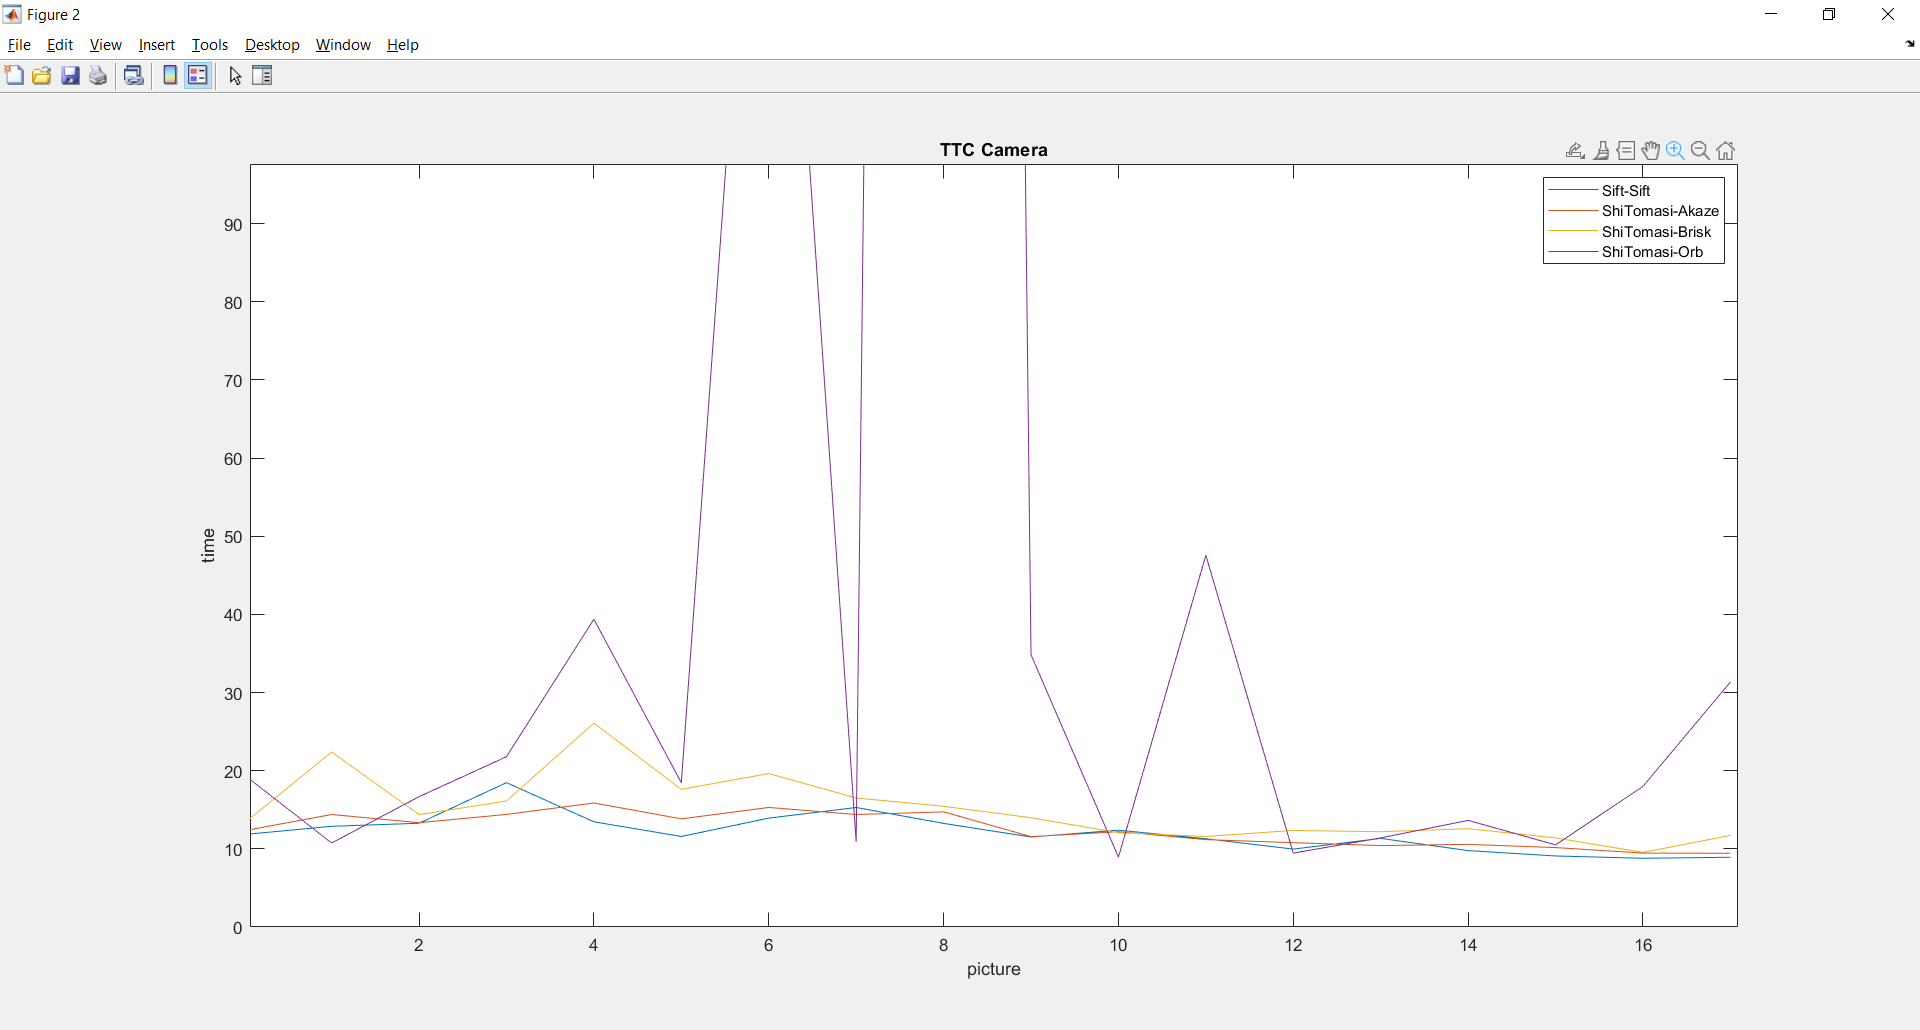 Figure 2
File Edit View Insert Tools Desktop Window Help
TTC Camera
Sift-Sift
ShiTomasi-Akaze
ShiTomasi-Brisk
ShiTomasi-Orb
90
80
70
60
50
40
30
20
10
0
time
2 4 6 8 10 12 14 16
picture